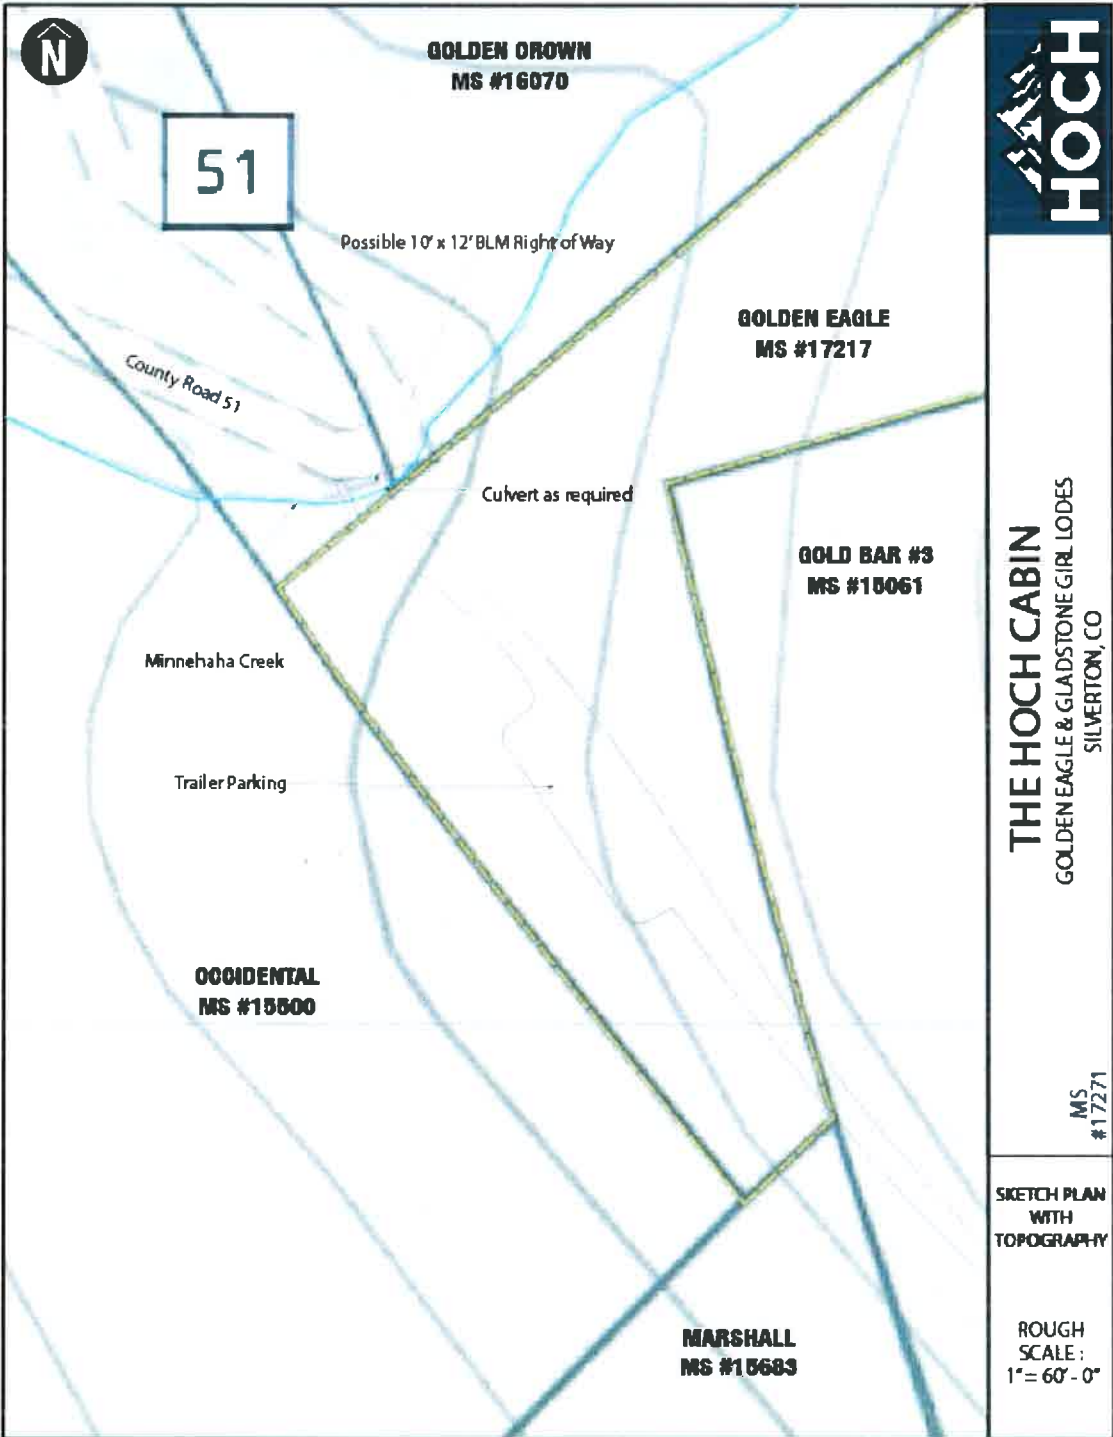 N
GOLDEN CROWN
MS #16070
51
Possible 10' x 12' BLM Right of Way
GOLDEN EAGLE
MS #17217
County Road 51
Culvert as required
GOLD BAR #3
MS #15061
Minnehaha Creek
Trailer Parking
OCCIDENTAL
MS #15500
MARSHALL
MS #15683
HOCH
THE HOCH CABIN
GOLDEN EAGLE & GLADSTONE GIRL LODES
SILVERTON, CO
MS
#17271
SKETCH PLAN
WITH
TOPOGRAPHY
ROUGH
SCALE:
1" = 60' - 0"